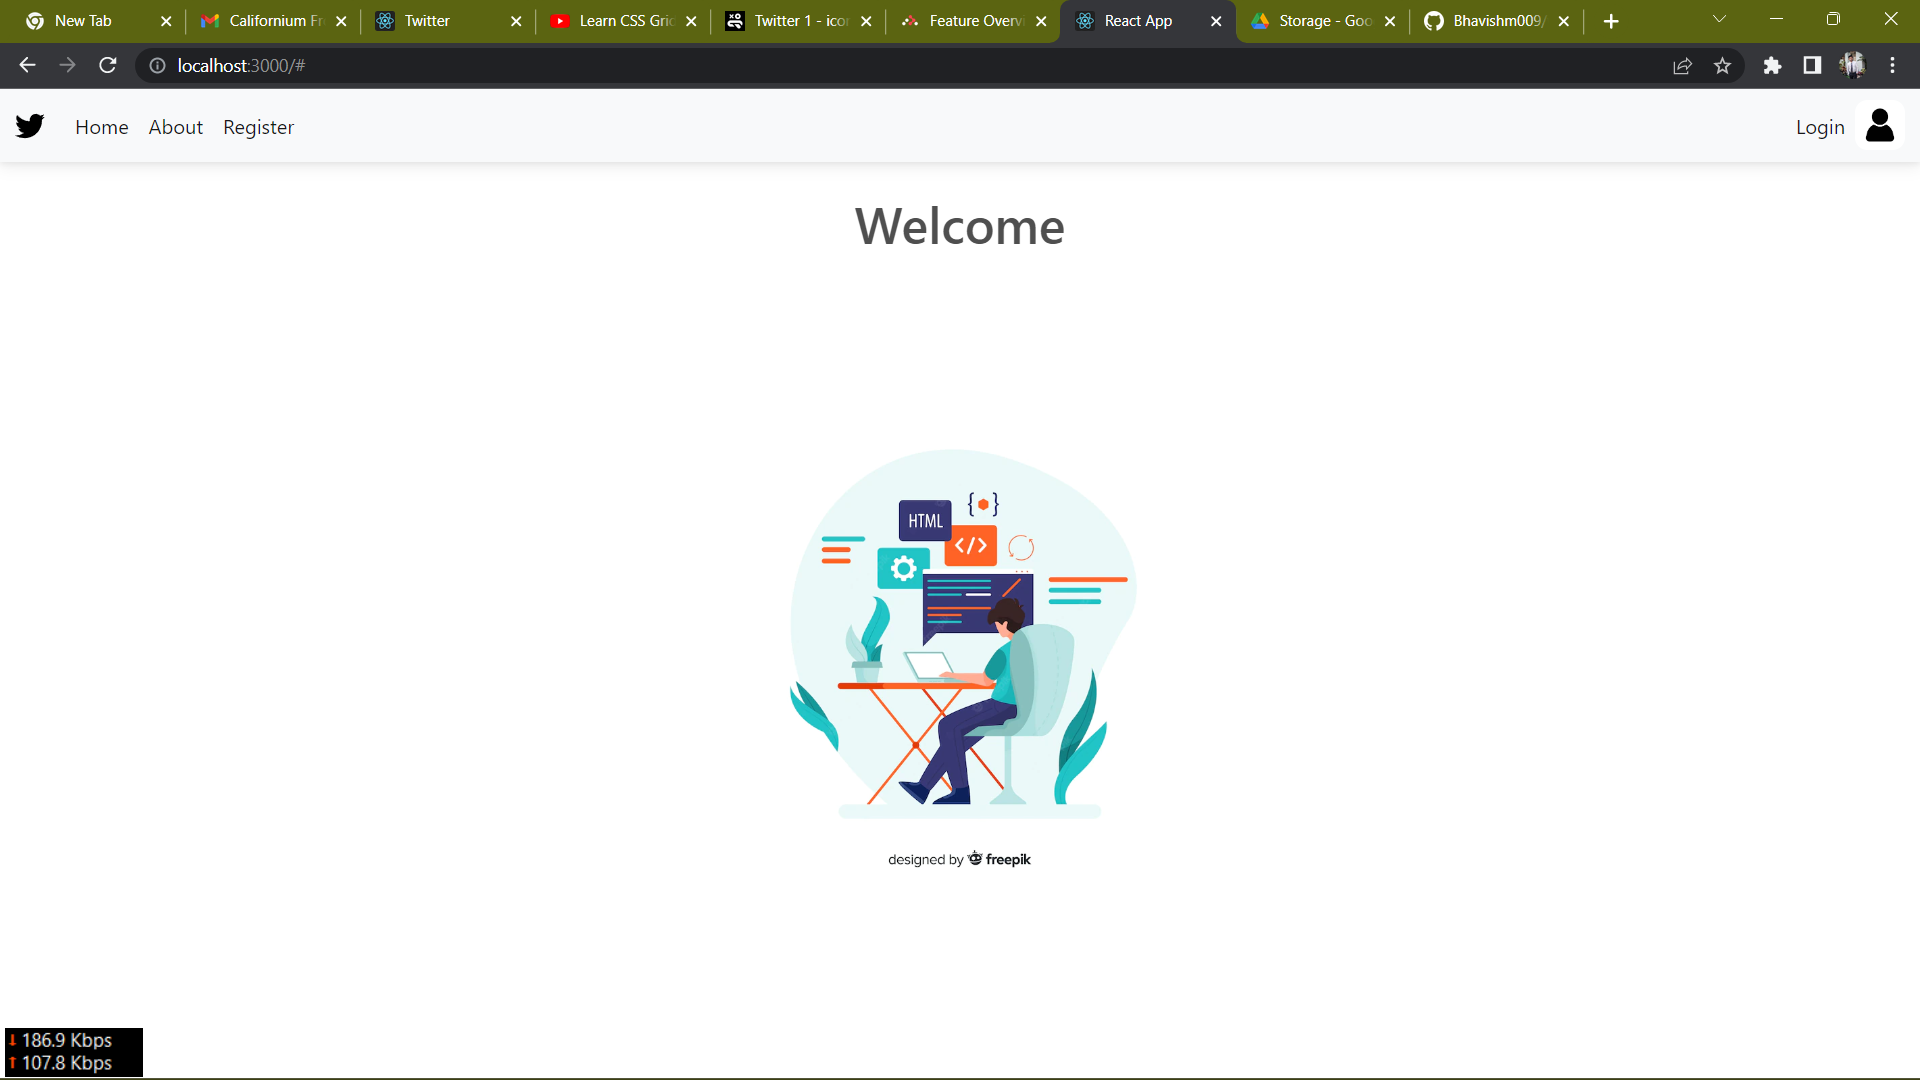 New Tab
Californium Fr
Twitter
Learn CSS Gric
Twitter 1 - icor
Feature Overvi
React App
Storage - Goo
Bhavishm009/
localhost:3000/#
Home About Register Login
Welcome
HTML
{ }
</>
designed by freepik
186.9 Kbps
107.8 Kbps